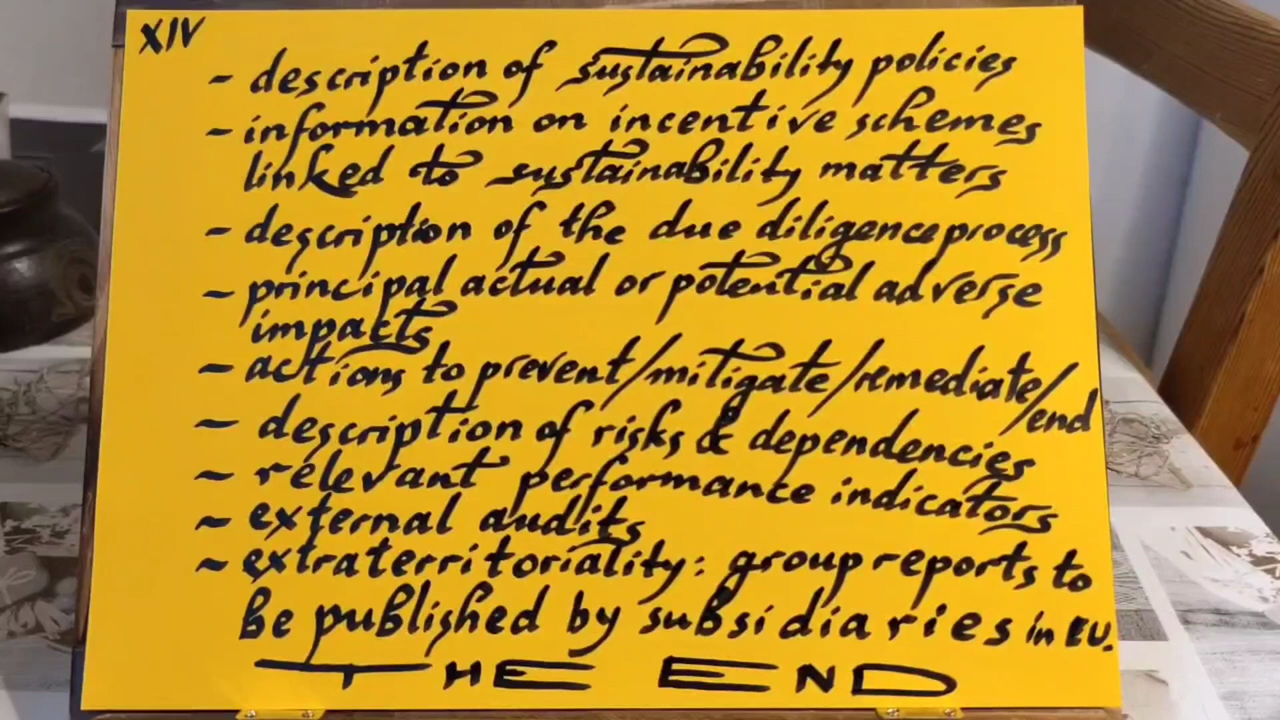 XIV
- description of sustainability policies
- information on incentive schemes
linked to sustainability matters
- description of the due diligence process
- principal actual or potential adverse
impacts
- actions to prevent/mitigate/remediate/
/end
- description of risks & dependencies
- relevant performance indicators
~ external audits
~ extraterritoriality: group reports to
be published by subsidiaries in EU.
THE END